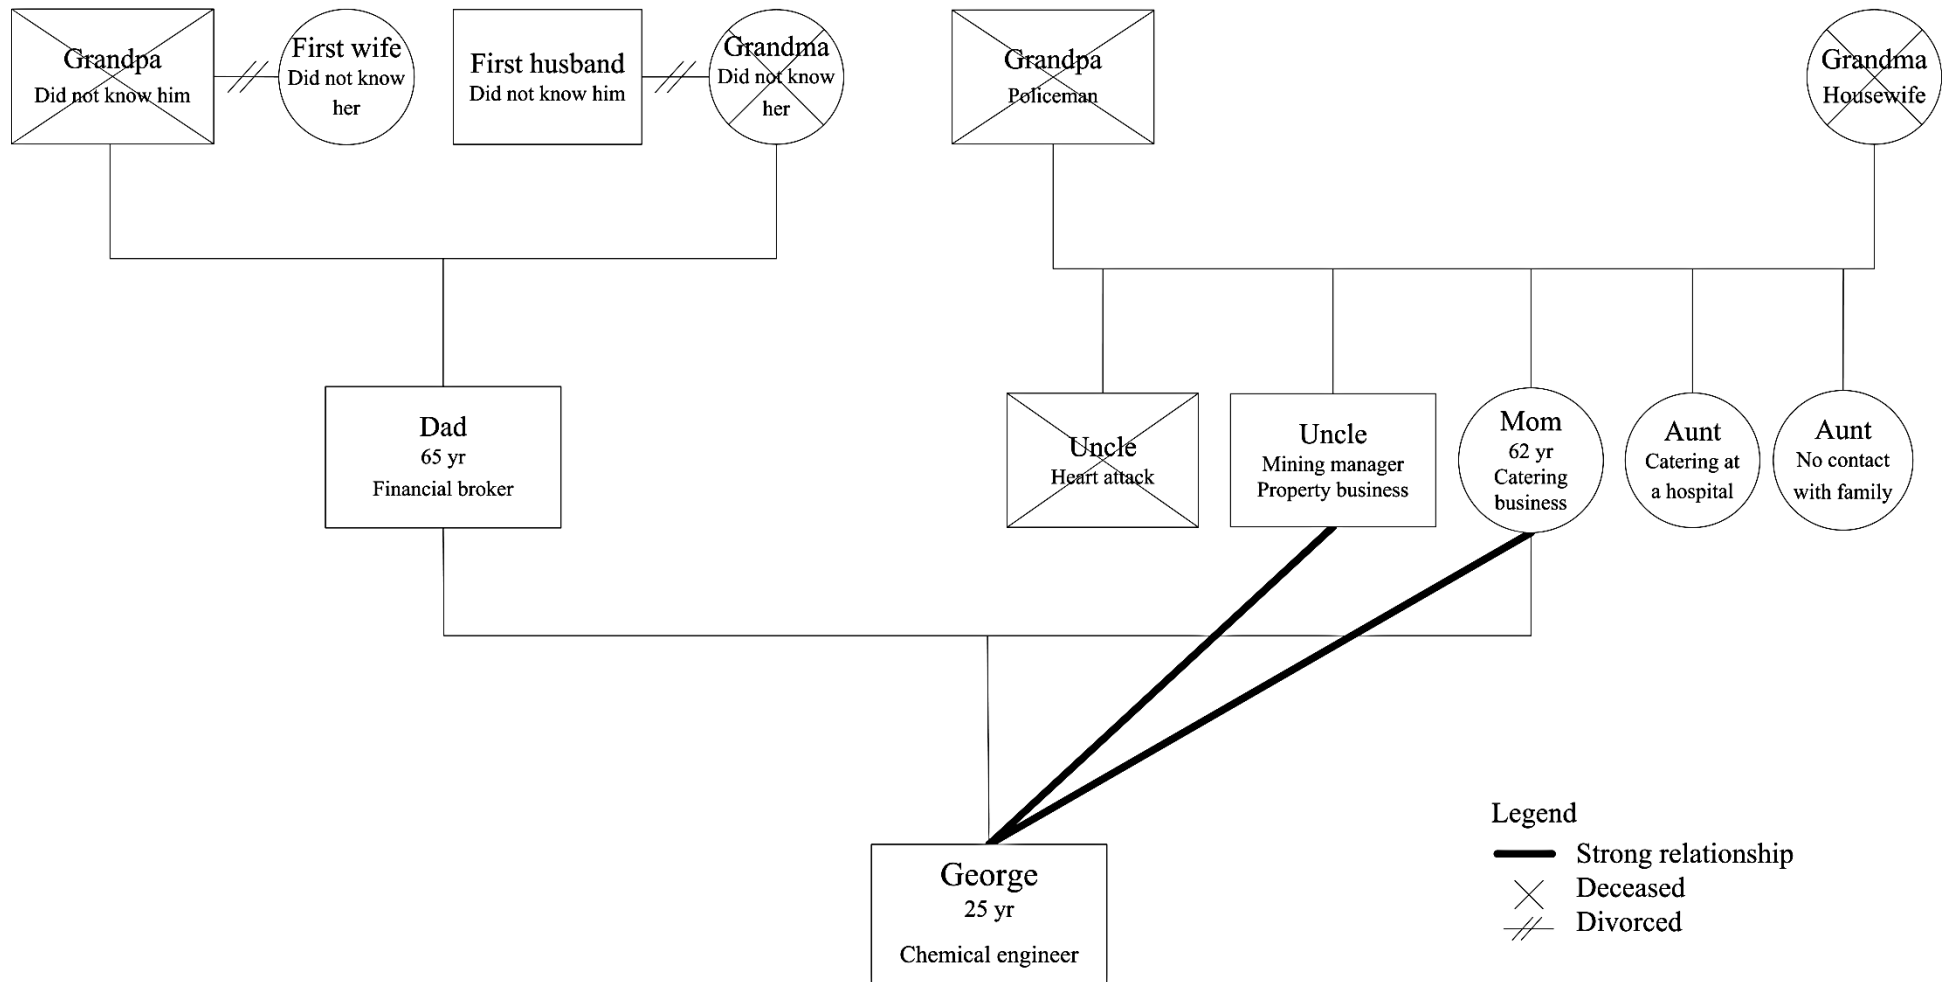 Grandpa
Did not know him
First wife
Did not know
her
First husband
Did not know him
Grandma
Did not know
her
Grandpa
Policeman
Grandma
Housewife
Dad
65 yr
Financial broker
Uncle
Heart attack
Uncle
Mining manager
Property business
Mom
62 yr
Catering
business
Aunt
Catering at
a hospital
Aunt
No contact
with family
George
25 yr
Chemical engineer
Legend
Strong relationship
Deceased
Divorced